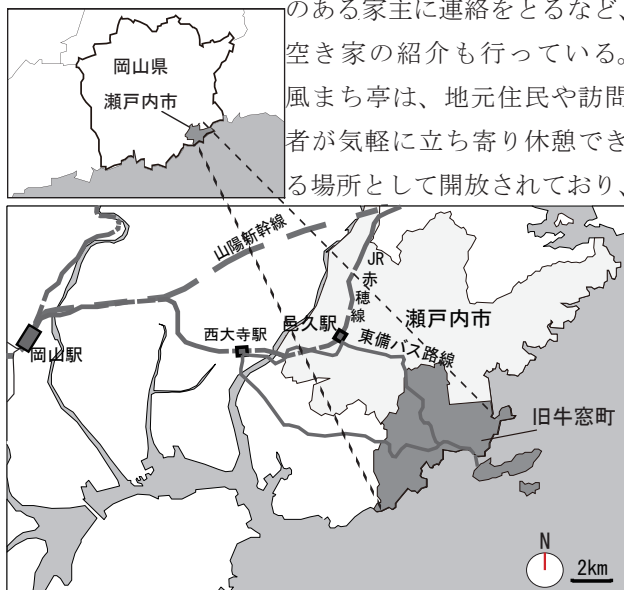 のある家主に連絡をとるなど、
空き家の紹介も行っている。
風まち亭は、地元住民や訪問
者が気軽に立ち寄り休憩でき
る場所として開放されており、
岡山県
瀬戸内市
山陽新幹線
JR赤穂線
瀬戸内市
邑久駅
西大寺駅
東備バス路線
岡山駅
旧牛窓町
N
2km